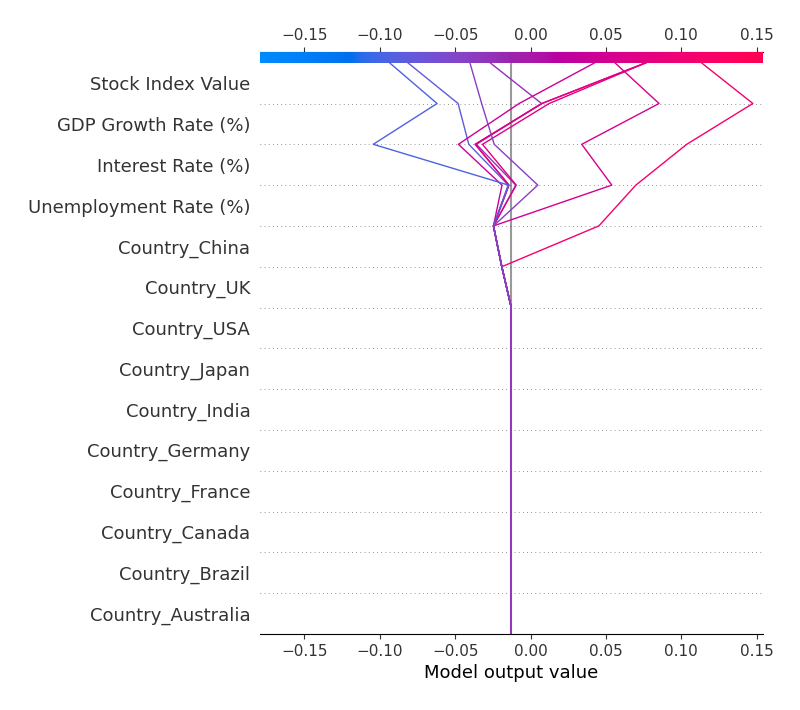 −0.15 −0.10 −0.05 0.00 0.05 0.10 0.15
Stock Index Value
GDP Growth Rate (%)
Interest Rate (%)
Unemployment Rate (%)
Country_China
Country_UK
Country_USA
Country_Japan
Country_India
Country_Germany
Country_France
Country_Canada
Country_Brazil
Country_Australia
−0.15 −0.10 −0.05 0.00 0.05 0.10 0.15
Model output value